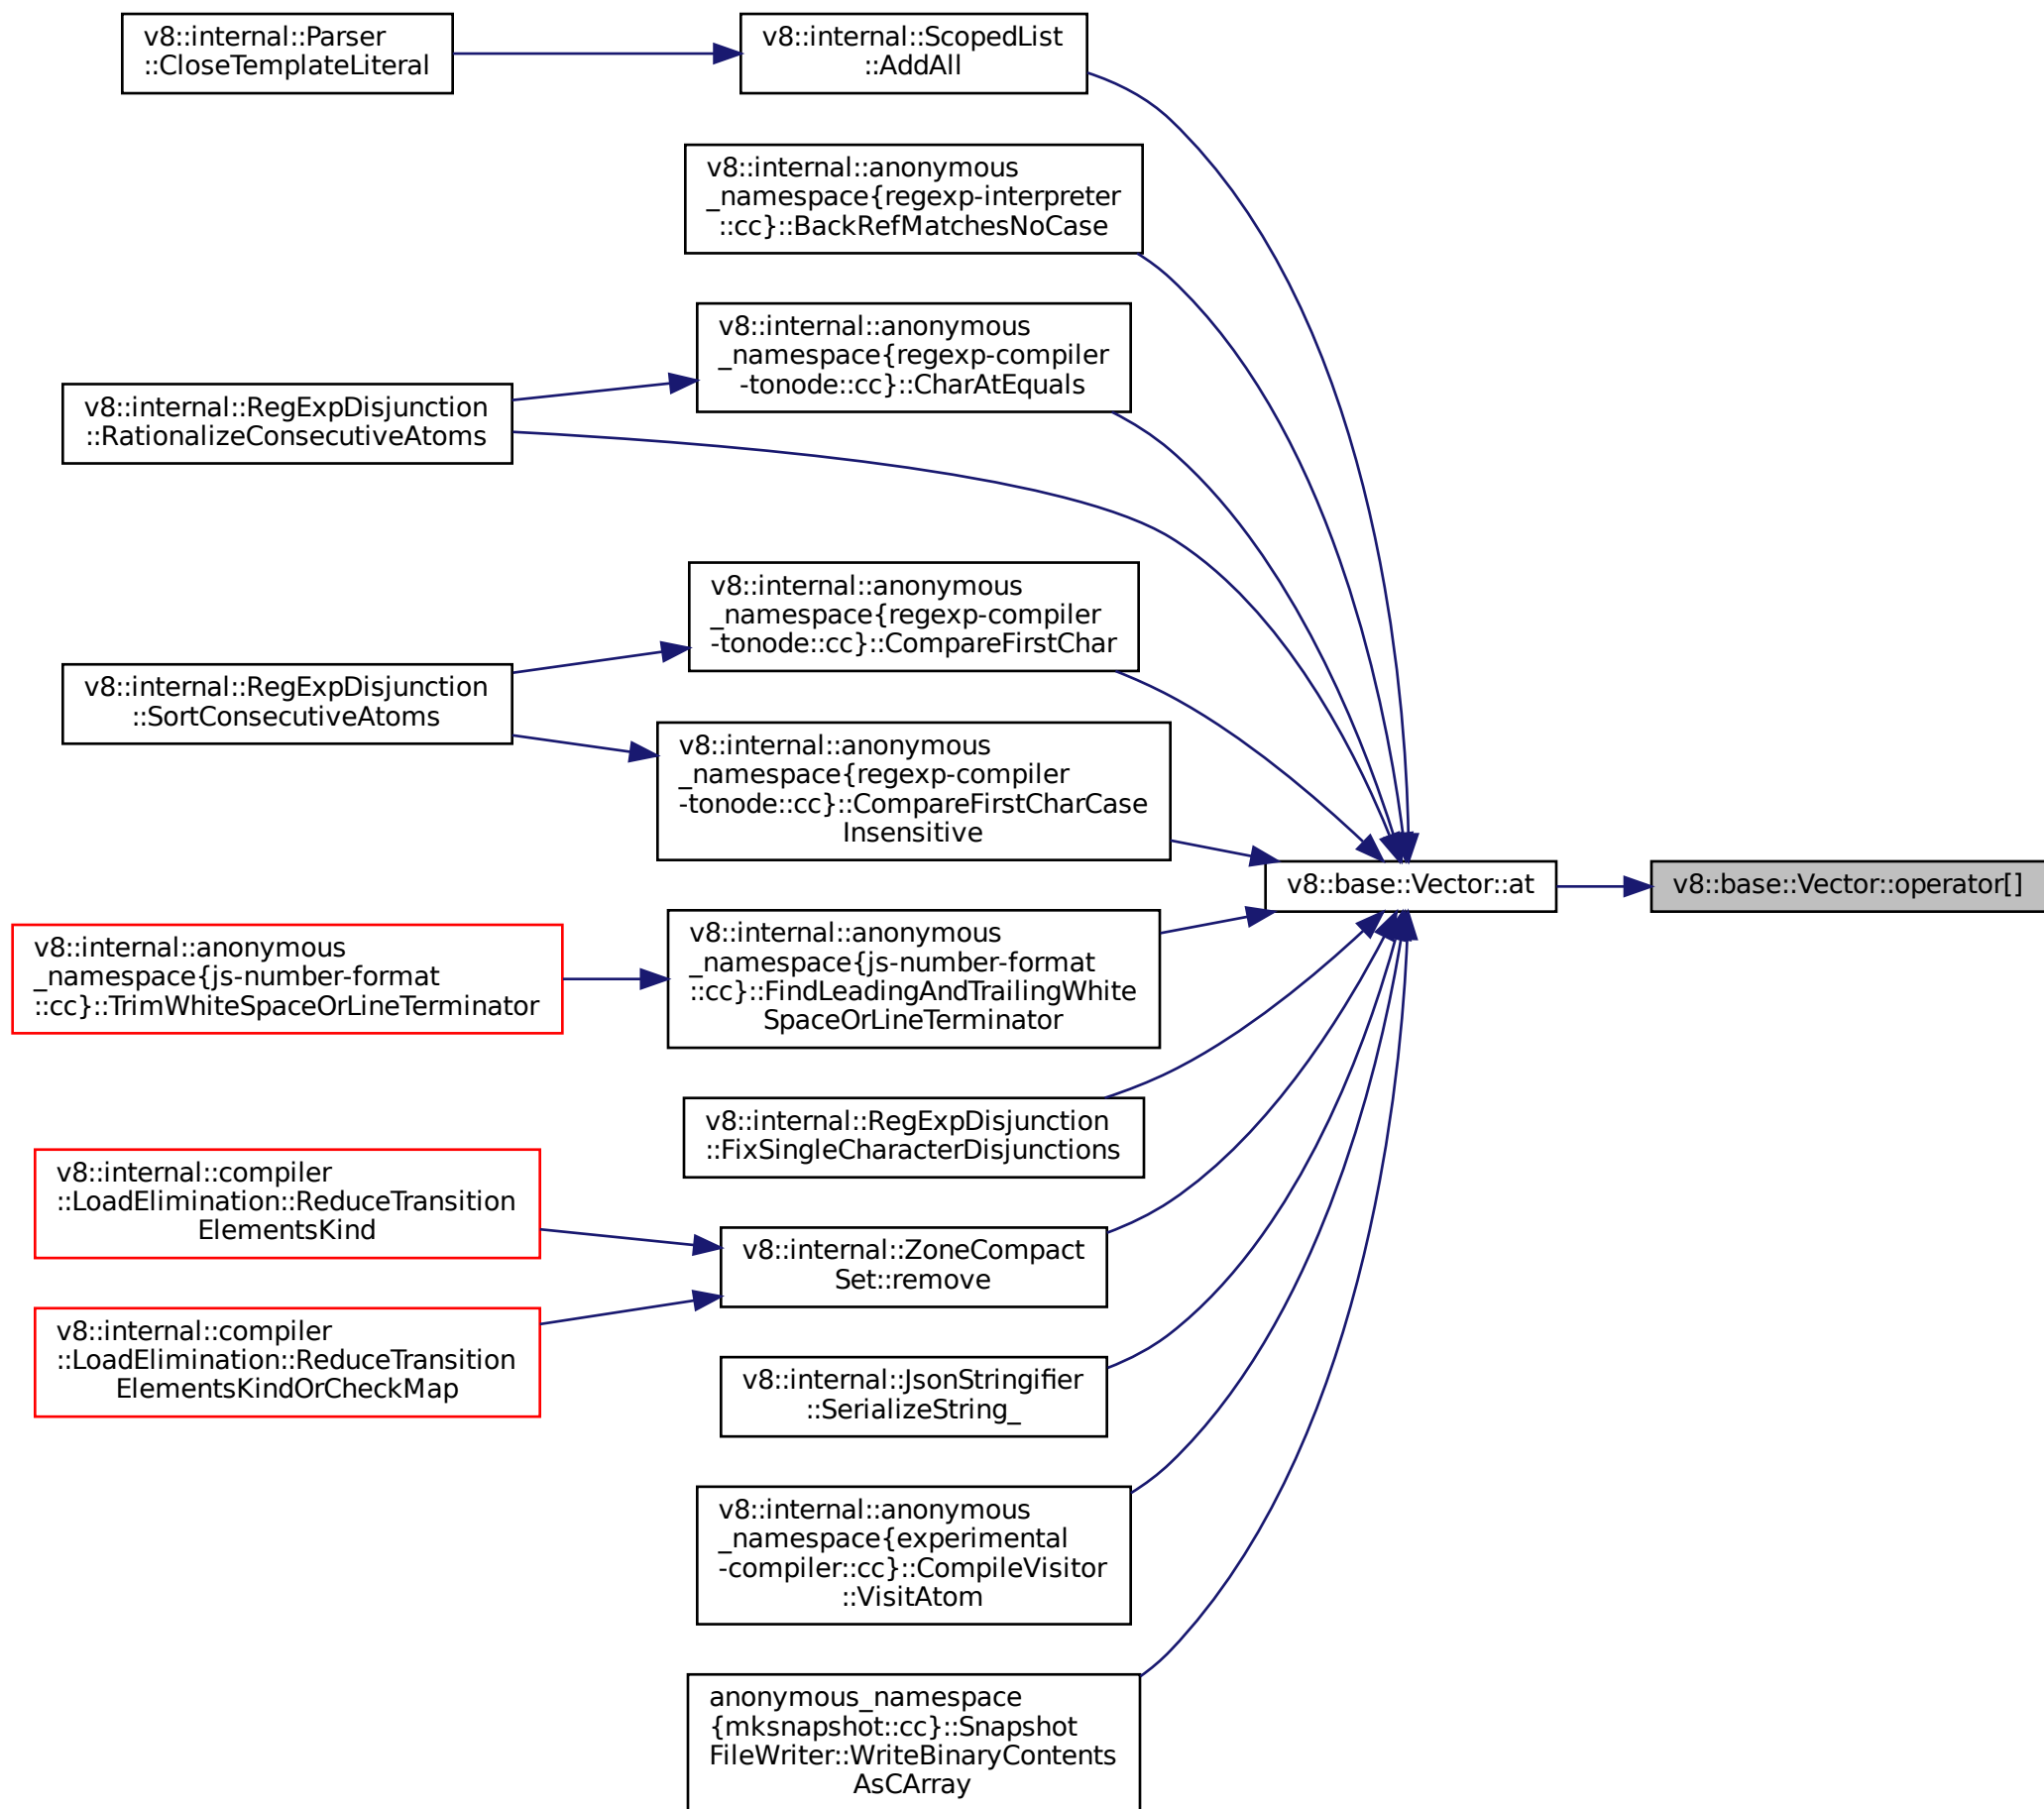 v8::internal::Parser
::CloseTemplateLiteral
v8::internal::ScopedList
::AddAll
v8::internal::anonymous
_namespace{regexp-interpreter
::cc}::BackRefMatchesNoCase
v8::internal::anonymous
_namespace{regexp-compiler
-tonode::cc}::CharAtEquals
v8::internal::RegExpDisjunction
::RationalizeConsecutiveAtoms
v8::internal::anonymous
_namespace{regexp-compiler
-tonode::cc}::CompareFirstChar
v8::internal::RegExpDisjunction
::SortConsecutiveAtoms
v8::internal::anonymous
_namespace{regexp-compiler
-tonode::cc}::CompareFirstCharCase
Insensitive
v8::base::Vector::at
v8::base::Vector::operator[]
v8::internal::anonymous
_namespace{js-number-format
::cc}::TrimWhiteSpaceOrLineTerminator
v8::internal::anonymous
_namespace{js-number-format
::cc}::FindLeadingAndTrailingWhite
SpaceOrLineTerminator
v8::internal::RegExpDisjunction
::FixSingleCharacterDisjunctions
v8::internal::compiler
::LoadElimination::ReduceTransition
ElementsKind
v8::internal::ZoneCompact
Set::remove
v8::internal::compiler
::LoadElimination::ReduceTransition
ElementsKindOrCheckMap
v8::internal::JsonStringifier
::SerializeString_
v8::internal::anonymous
_namespace{experimental
-compiler::cc}::CompileVisitor
::VisitAtom
anonymous_namespace
{mksnapshot::cc}::Snapshot
FileWriter::WriteBinaryContents
AsCArray